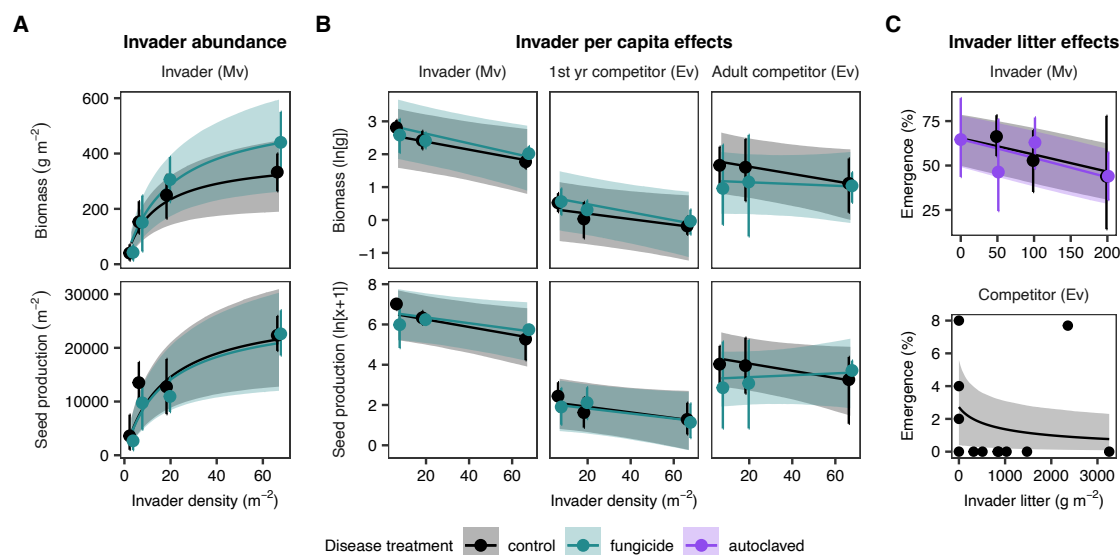 A
Invader abundance
Invader (Mv)
Biomass (g m⁻²)
600
400
200
0
Seed production (m⁻²)
30000
20000
10000
0
0 20 40 60
Invader density (m⁻²)
B
Invader per capita effects
Invader (Mv) 1st yr competitor (Ev) Adult competitor (Ev)
Biomass (ln[g])
3
2
1
0
−1
Seed production (ln[x+1])
8
6
4
2
0
20 40 60 20 40 60 20 40 60
Invader density (m⁻²)
C
Invader litter effects
Invader (Mv)
Emergence (%)
75
50
25
0 50 100 150 200
Competitor (Ev)
Emergence (%)
8
6
4
2
0
0 1000 2000 3000
Invader litter (g m⁻²)
Disease treatment control fungicide autoclaved